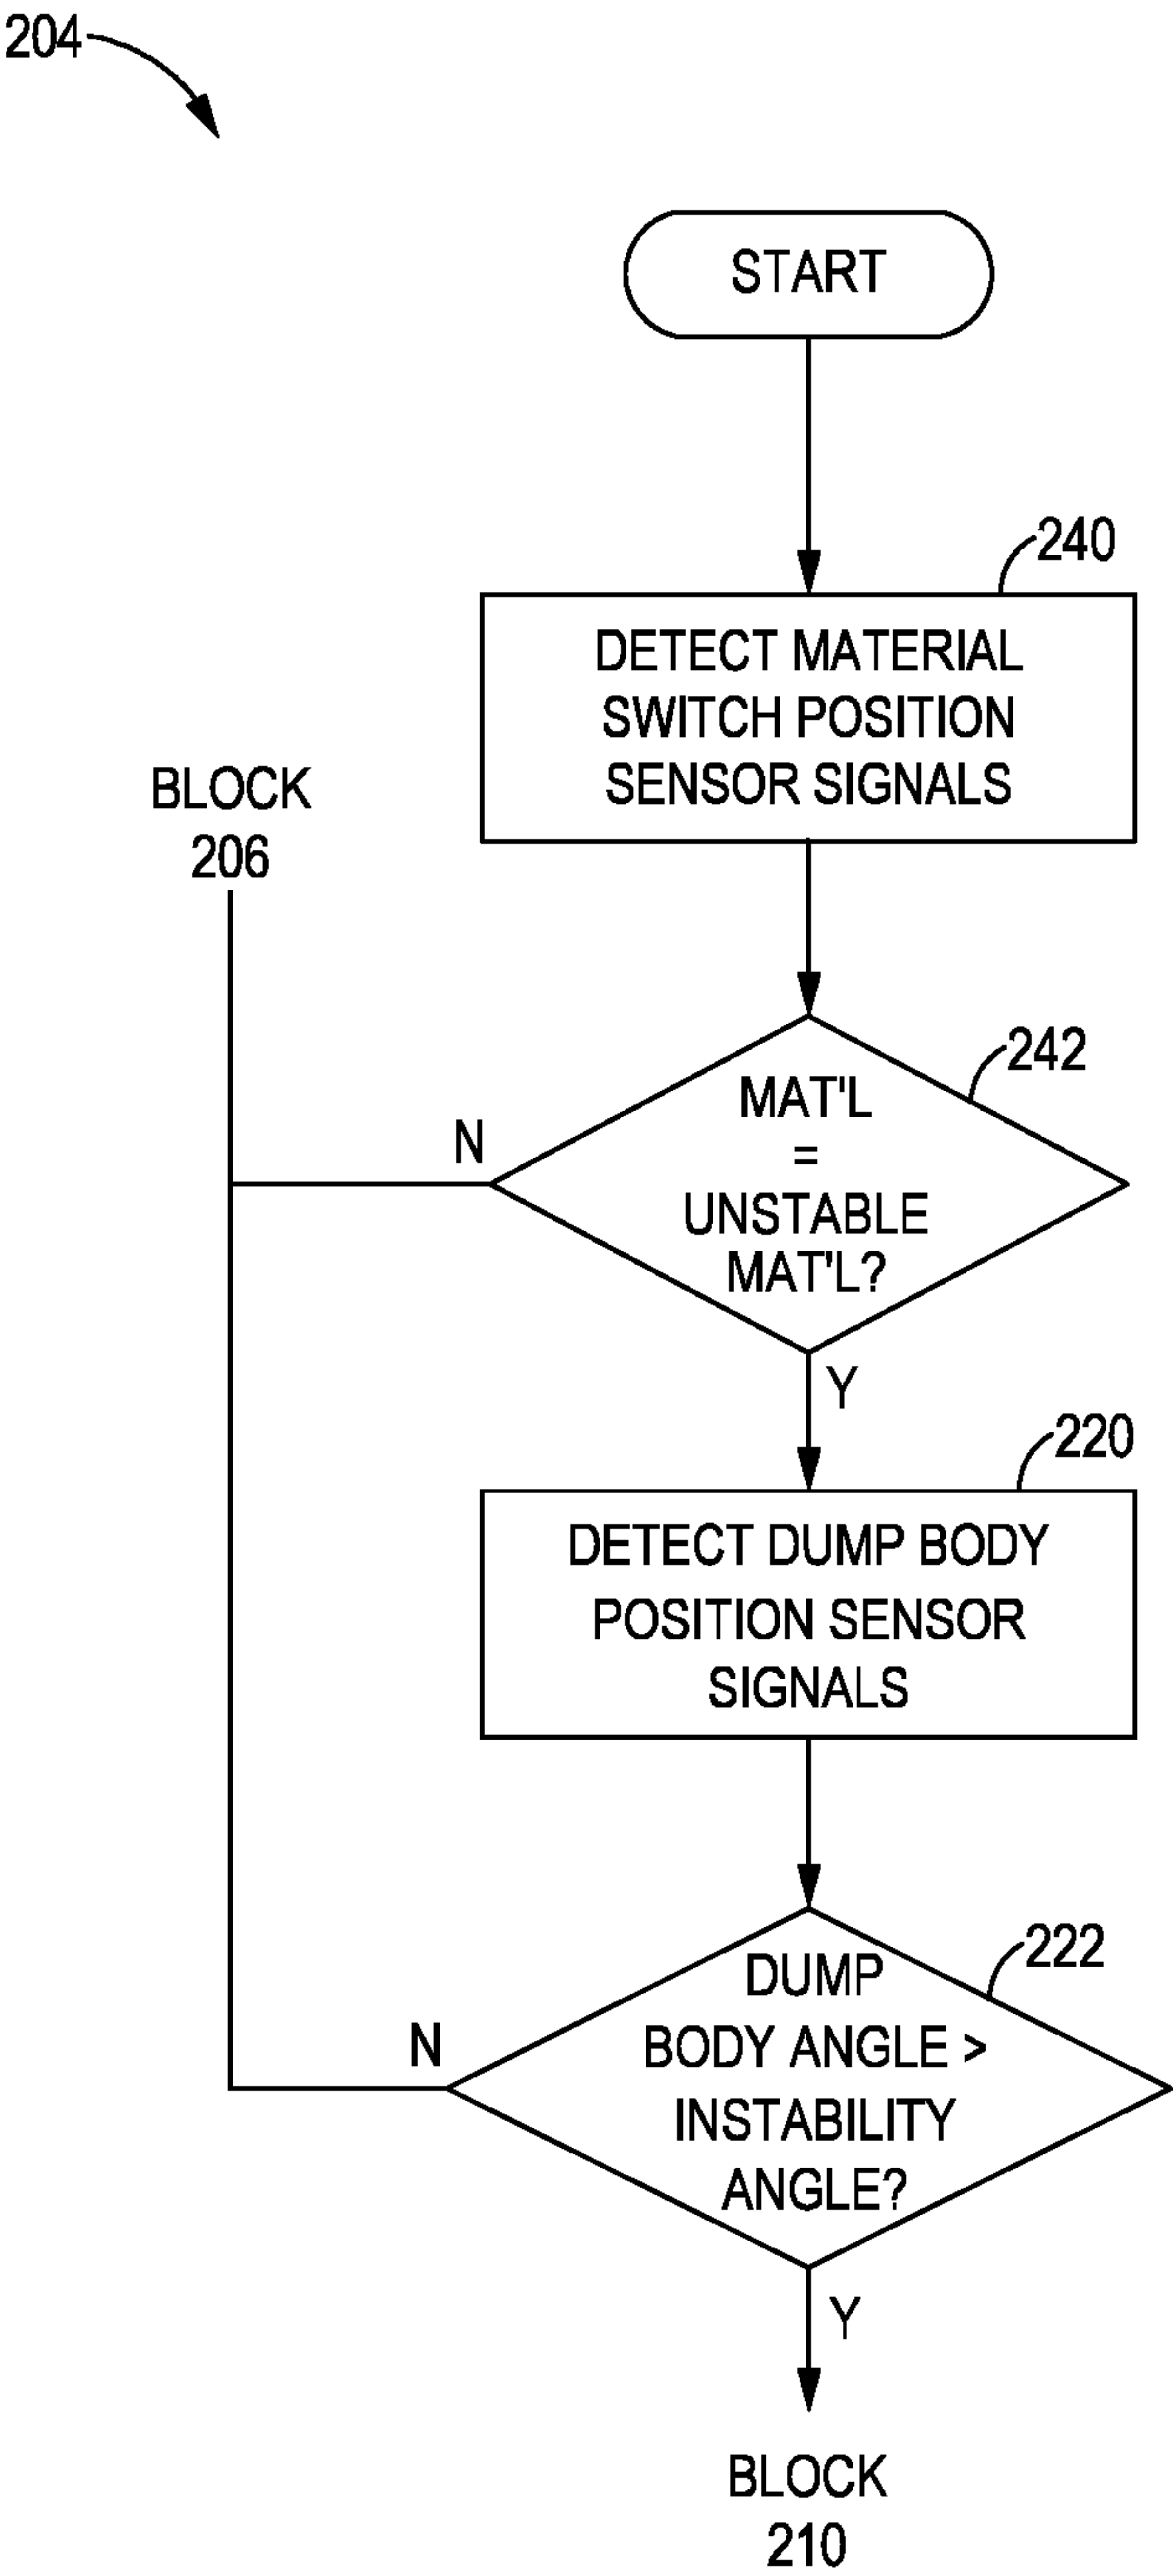 204
START
240
DETECT MATERIAL
SWITCH POSITION
SENSOR SIGNALS
BLOCK
206
242
N
MAT'L
=
UNSTABLE
MAT'L?
Y
220
DETECT DUMP BODY
POSITION SENSOR
SIGNALS
222
N
DUMP
BODY ANGLE >
INSTABILITY
ANGLE?
Y
BLOCK
210